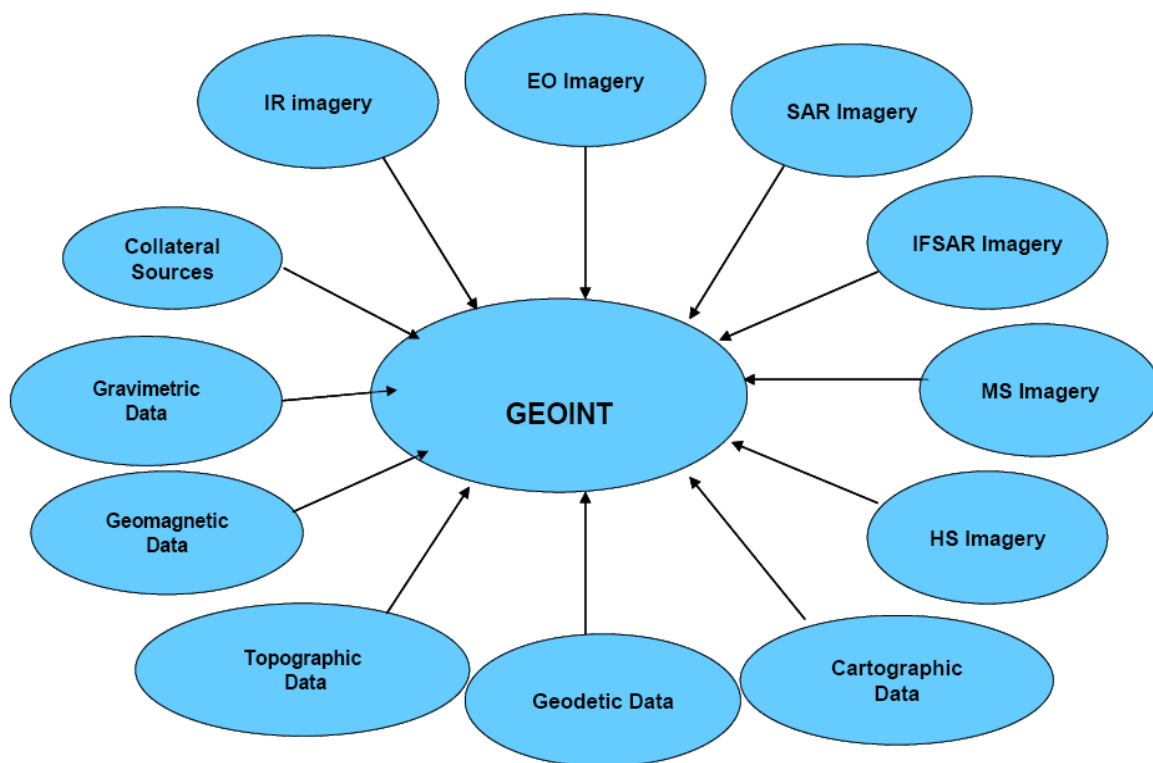 EO Imagery
IR imagery
SAR Imagery
Collateral
Sources
IFSAR Imagery
Gravimetric
Data
GEOINT
MS Imagery
Geomagnetic
Data
HS Imagery
Topographic
Data
Geodetic Data
Cartographic
Data